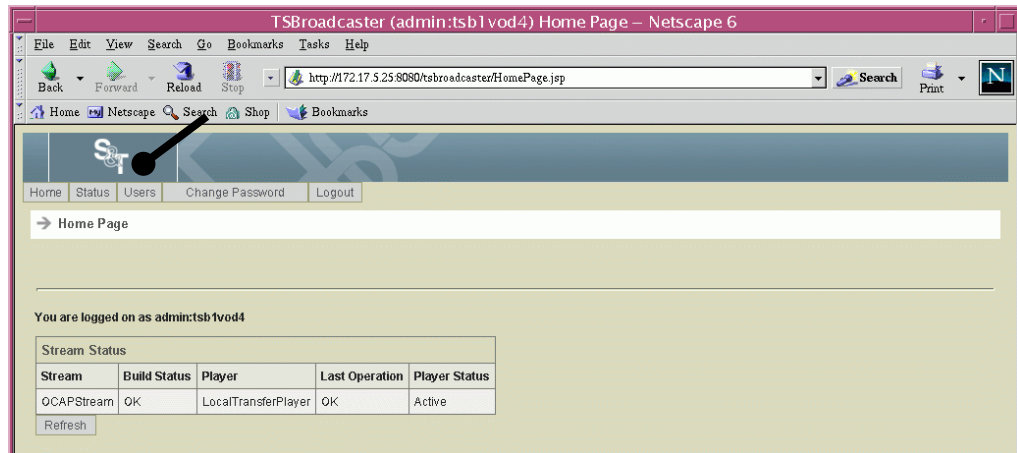 TSBroadcaster (admin:tsb1vod4) Home Page – Netscape 6
File Edit View Search Go Bookmarks Tasks Help
Back Forward Reload Stop http://172.17.5.25:8080/tsbroadcaster/HomePage.jsp Search Print N
Home Netscape Search Shop Bookmarks
S&T
Home Status Users Change Password Logout
Home Page
You are logged on as admin:tsb1vod4
Stream Status
Stream Build Status Player Last Operation Player Status
OCAPStream OK LocalTransferPlayer OK Active
Refresh